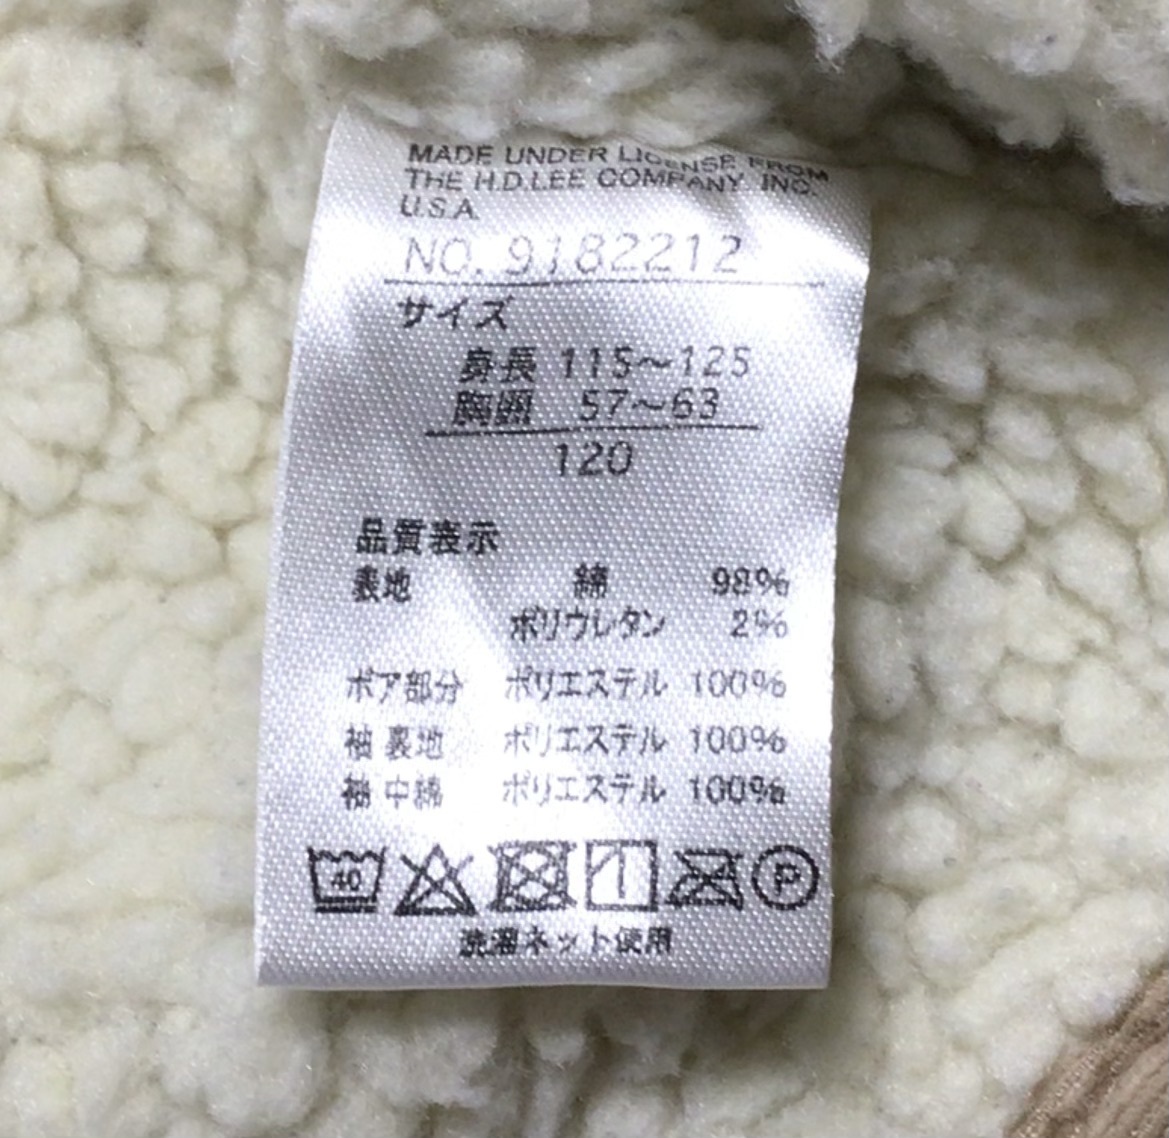 MADE UNDER LICENSE FROM
THE H.D.LEE COMPANY, INC.
U.S.A.
NO. 9182212
サイズ
身長 115～125
胸囲 57～63
120
品質表示
表地 綿 98%
ポリウレタン 2%
ボア部分 ポリエステル 100%
袖 裏地 ポリエステル 100%
袖 中綿 ポリエステル 100%
40 P
洗濯ネット使用